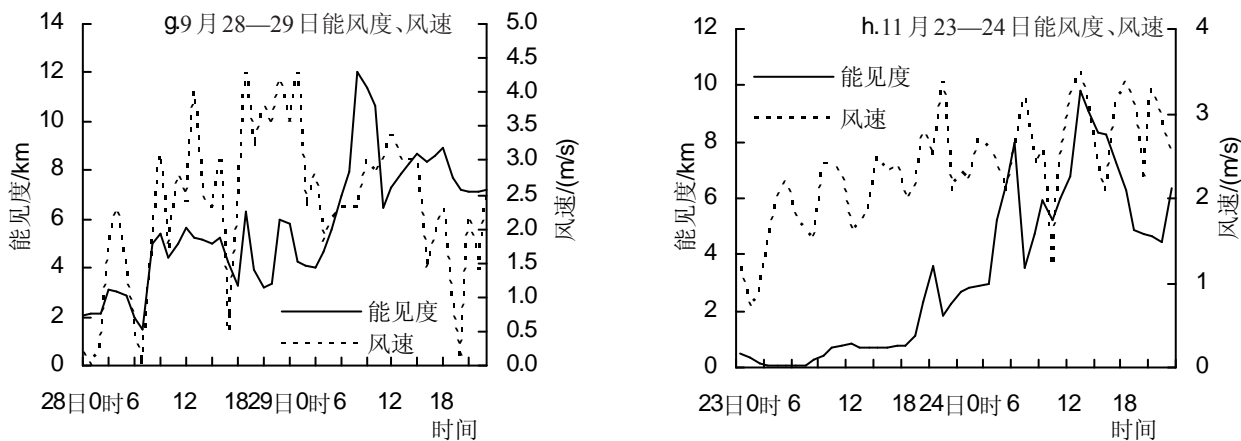 g.9月28—29日能风度、风速
14
12
10
8
6
4
2
0
能见度/km
5.0
4.5
4.0
3.5
3.0
2.5
2.0
1.5
1.0
0.5
0.0
风速/(m/s)
能见度
风速
28日0时 6 12 18 29日0时 6 12 18
时间
h.11月23—24日能风度、风速
12
10
8
6
4
2
0
能见度/km
4
3
2
1
0
风速/(m/s)
能见度
风速
23日0时 6 12 18 24日0时 6 12 18
时间